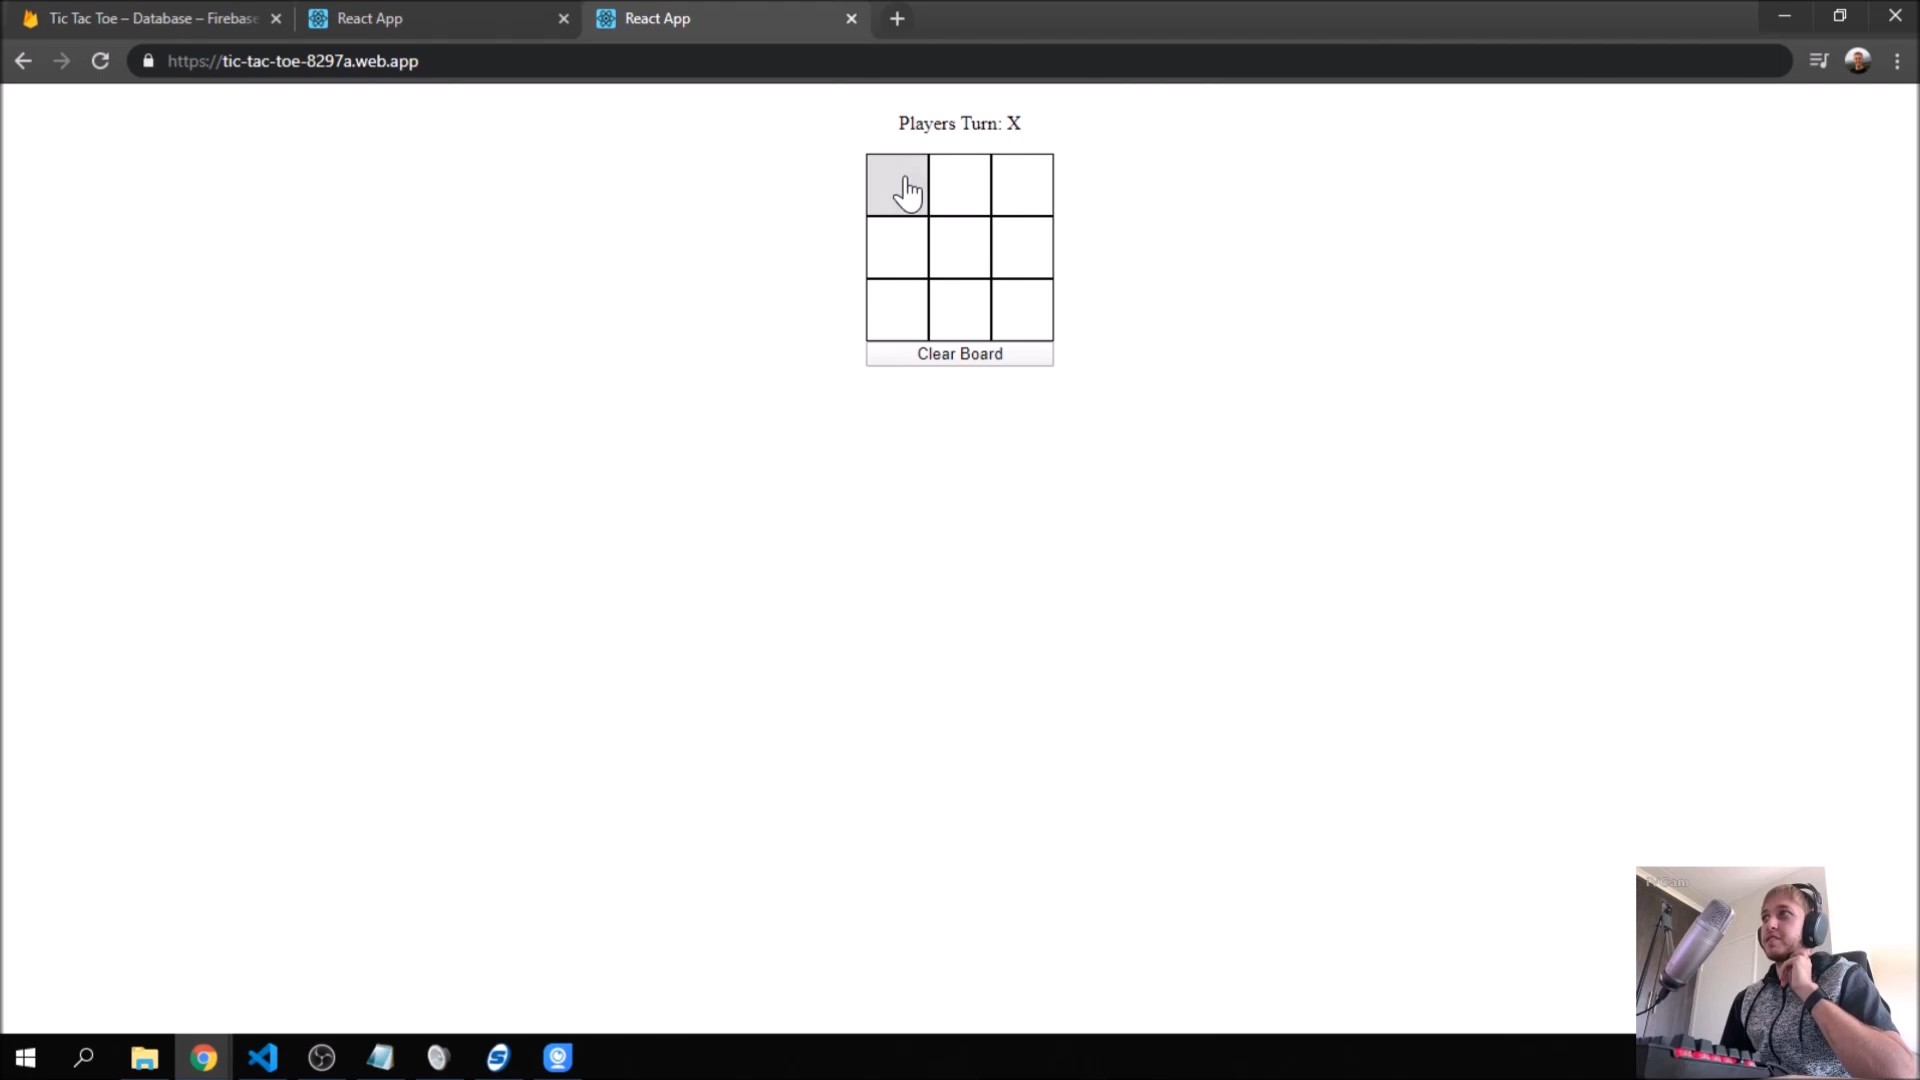 Tic Tac Toe – Database – Firebase
React App
React App
https://tic-tac-toe-8297a.web.app
Players Turn: X
Clear Board